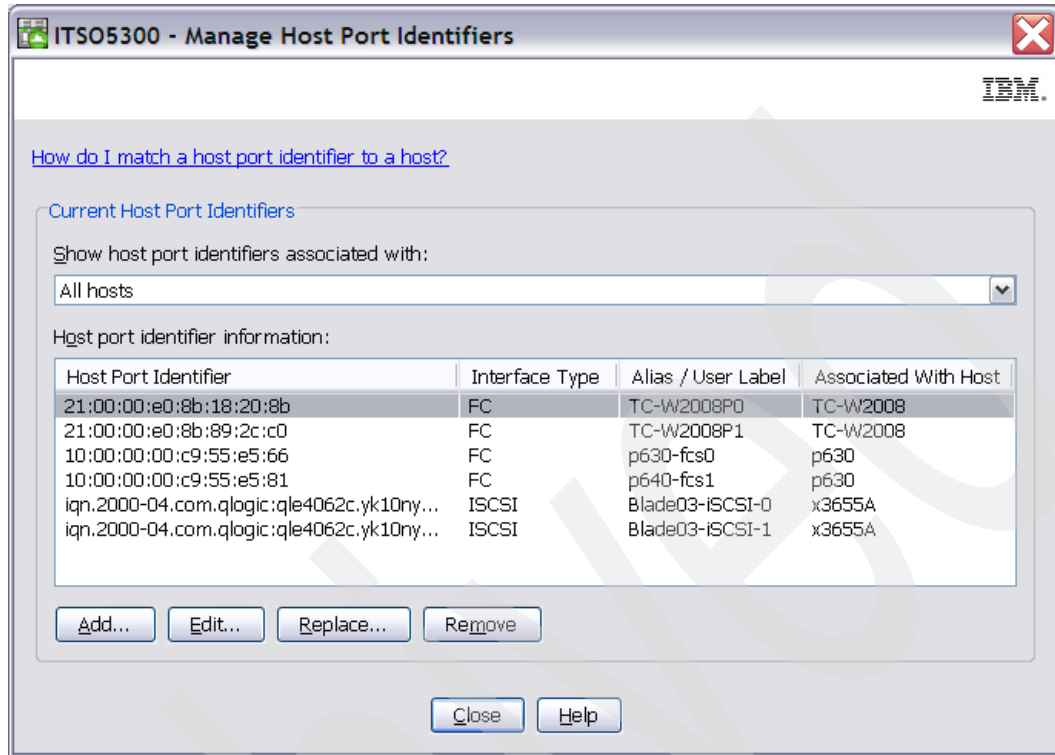 ITSO5300 - Manage Host Port Identifiers
IBM.
How do I match a host port identifier to a host?
Current Host Port Identifiers
Show host port identifiers associated with:
All hosts
Host port identifier information:
Host Port Identifier Interface Type Alias / User Label Associated With Host
21:00:00:e0:8b:18:20:8b FC TC-W2008P0 TC-W2008
21:00:00:e0:8b:89:2c:c0 FC TC-W2008P1 TC-W2008
10:00:00:00:c9:55:e5:66 FC p630-fcs0 p630
10:00:00:00:c9:55:e5:81 FC p640-fcs1 p630
iqn.2000-04.com.qlogic:qle4062c.yk10ny... ISCSI Blade03-iSCSI-0 x3655A
iqn.2000-04.com.qlogic:qle4062c.yk10ny... ISCSI Blade03-iSCSI-1 x3655A
Add... Edit... Replace... Remove
Close Help